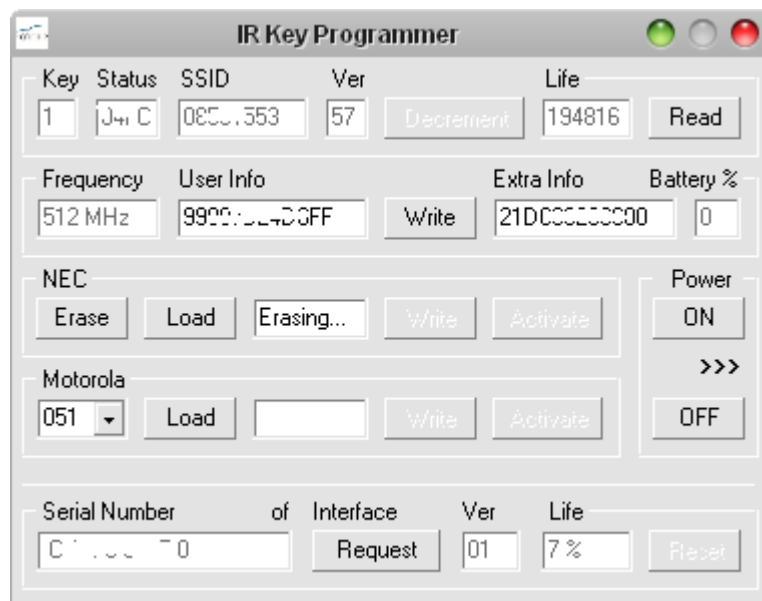 IR Key Programmer
Key Status SSID Ver Life
1 57 Decrement 194816 Read
Frequency User Info Extra Info Battery %
512 MHz Write 0
NEC Power
Erase Load Erasing... Write Activate ON
>>>
Motorola
051 Load Write Activate OFF
Serial Number of Interface Ver Life
Request 01 7 % Reset